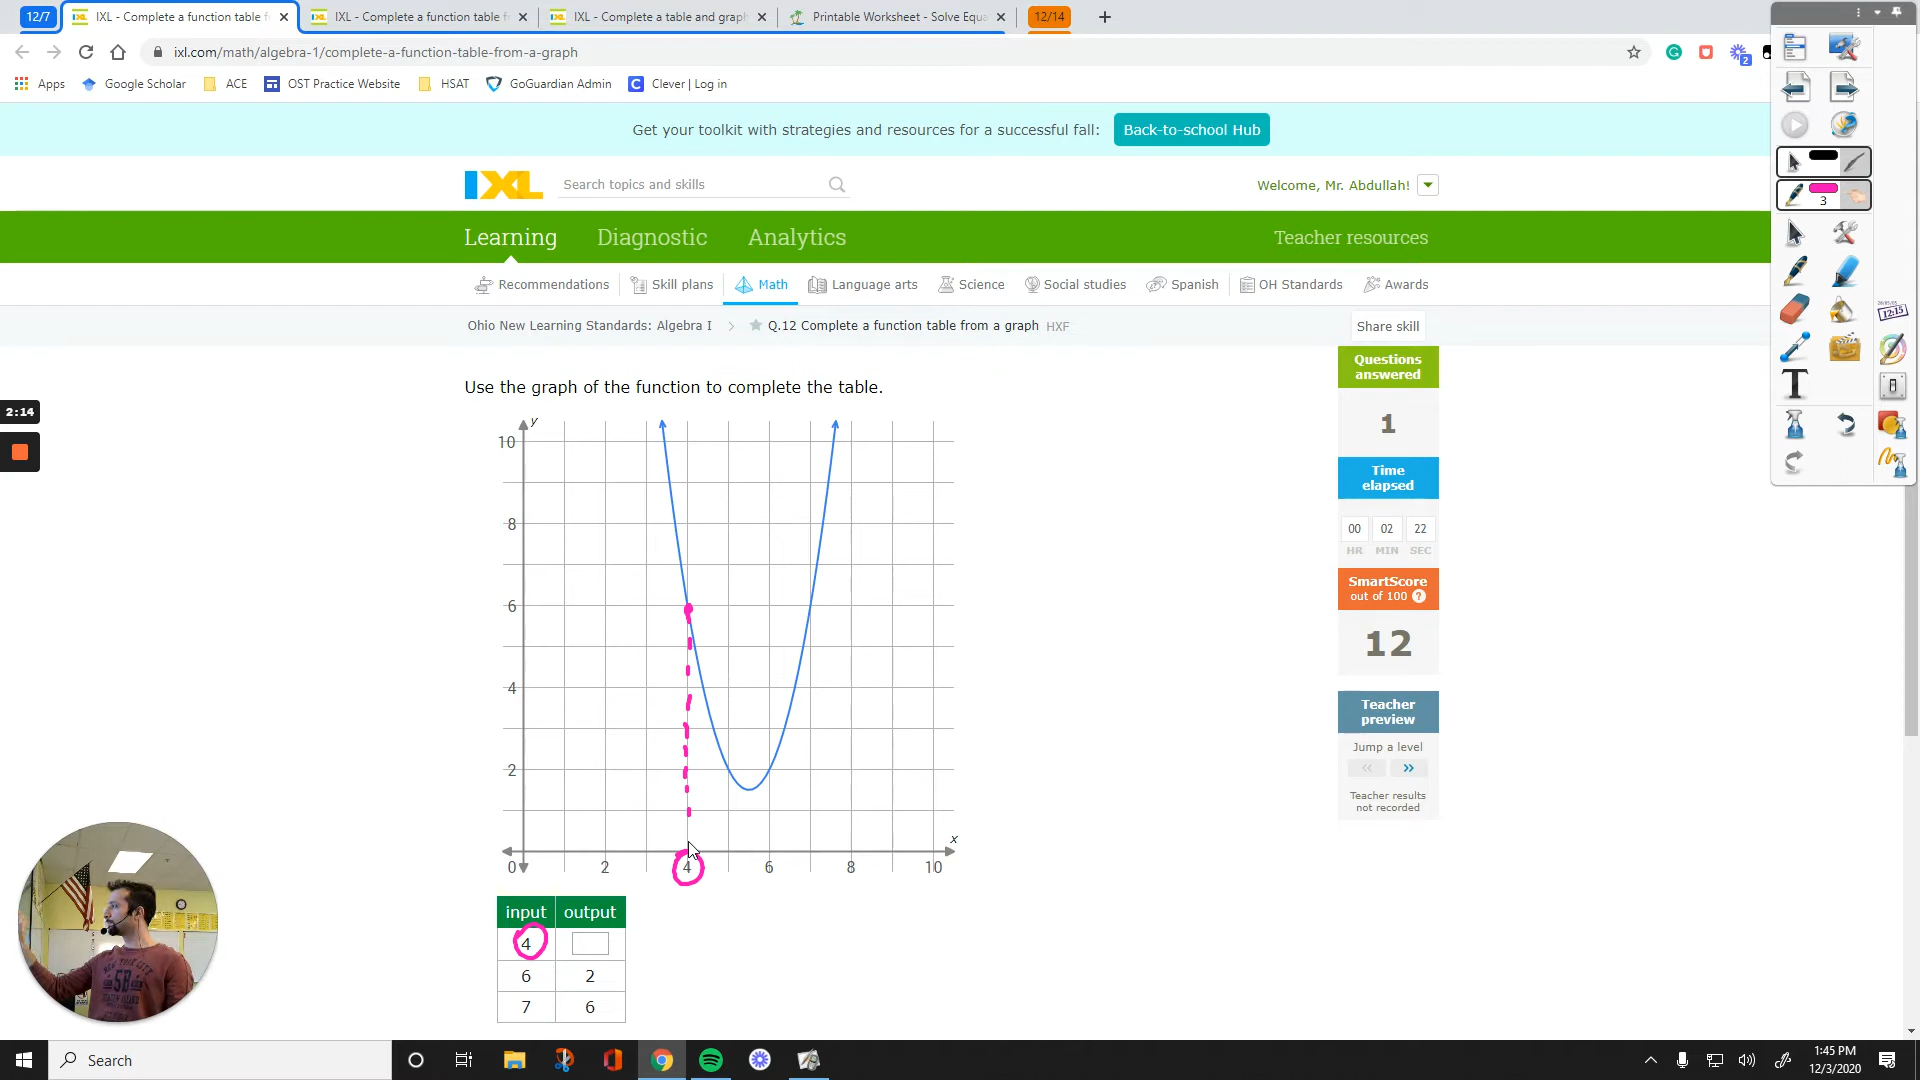 12/7
IXL - Complete a function table f
IXL - Complete a function table f
IXL - Complete a table and graph
Printable Worksheet - Solve Equa
12/14
ixl.com/math/algebra-1/complete-a-function-table-from-a-graph
2
Apps
Google Scholar
ACE
OST Practice Website
HSAT
GoGuardian Admin
Clever | Log in
Get your toolkit with strategies and resources for a successful fall:
Back-to-school Hub
IXL
Search topics and skills
Welcome, Mr. Abdullah!
3
Learning
Diagnostic
Analytics
Teacher resources
Recommendations
Skill plans
Math
Language arts
Science
Social studies
Spanish
OH Standards
Awards
12:15
T
Ohio New Learning Standards: Algebra I
Q.12 Complete a function table from a graph HXF
Share skill
Use the graph of the function to complete the table.
2:14
y
10
8
6
4
2
0
2
4
6
8
10
x
Questions
answered
1
Time
elapsed
00
02
22
HR
MIN
SEC
SmartScore
out of 100 ?
12
Teacher
preview
Jump a level
<<
>>
Teacher results
not recorded
input output
4
6 2
7 6
Search
1:45 PM
12/3/2020